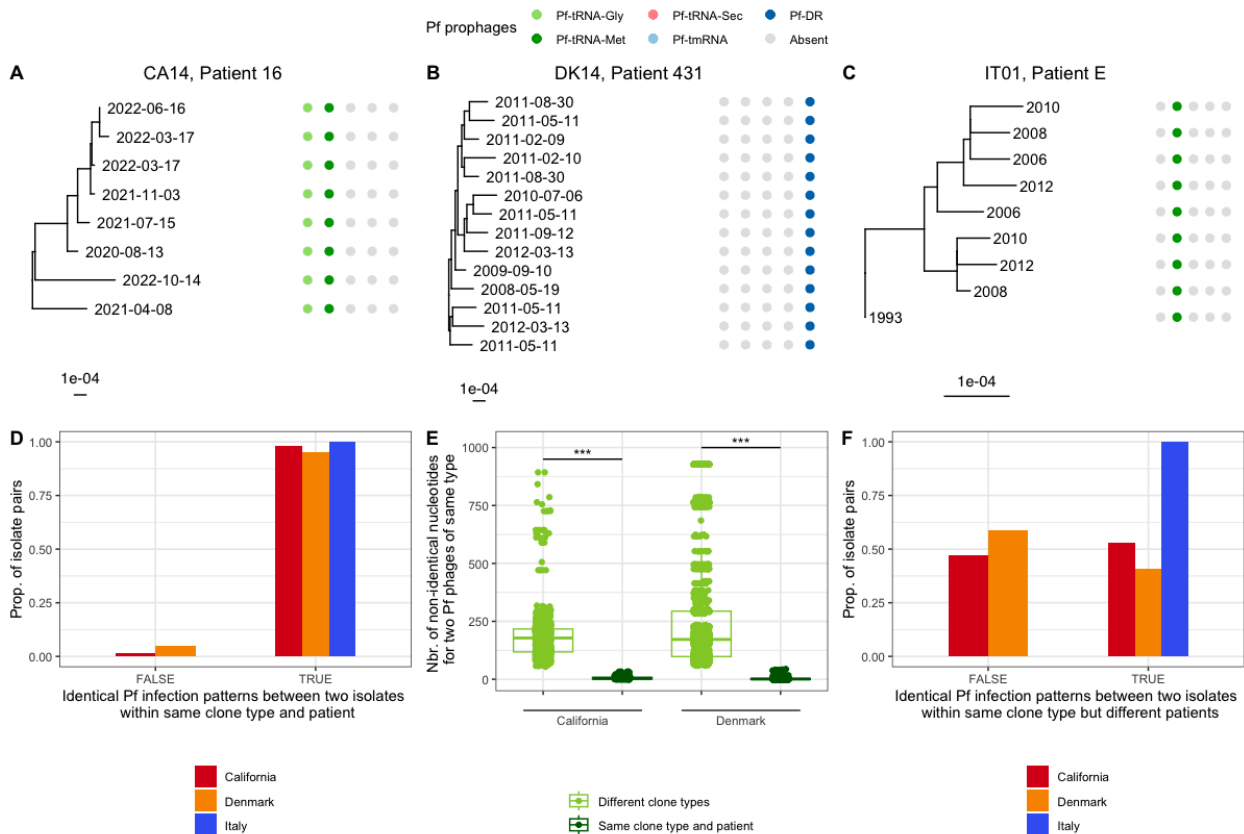 Pf prophages
Pf-tRNA-Gly
Pf-tRNA-Sec
Pf-DR
Pf-tRNA-Met
Pf-tmRNA
Absent
A
CA14, Patient 16
2022-06-16
2022-03-17
2022-03-17
2021-11-03
2021-07-15
2020-08-13
2022-10-14
2021-04-08
1e-04
B
DK14, Patient 431
2011-08-30
2011-05-11
2011-02-09
2011-02-10
2011-08-30
2010-07-06
2011-05-11
2011-09-12
2012-03-13
2009-09-10
2008-05-19
2011-05-11
2012-03-13
2011-05-11
1e-04
C
IT01, Patient E
2010
2008
2006
2012
2006
2010
2012
2008
1993
1e-04
D
Prop. of isolate pairs
1.00
0.75
0.50
0.25
0.00
FALSE
TRUE
Identical Pf infection patterns between two isolates
within same clone type and patient
California
Denmark
Italy
E
Nbr. of non-identical nucleotides
for two Pf phages of same type
1000
750
500
250
0
***
***
California
Denmark
Different clone types
Same clone type and patient
F
Prop. of isolate pairs
1.00
0.75
0.50
0.25
0.00
FALSE
TRUE
Identical Pf infection patterns between two isolates
within same clone type but different patients
California
Denmark
Italy